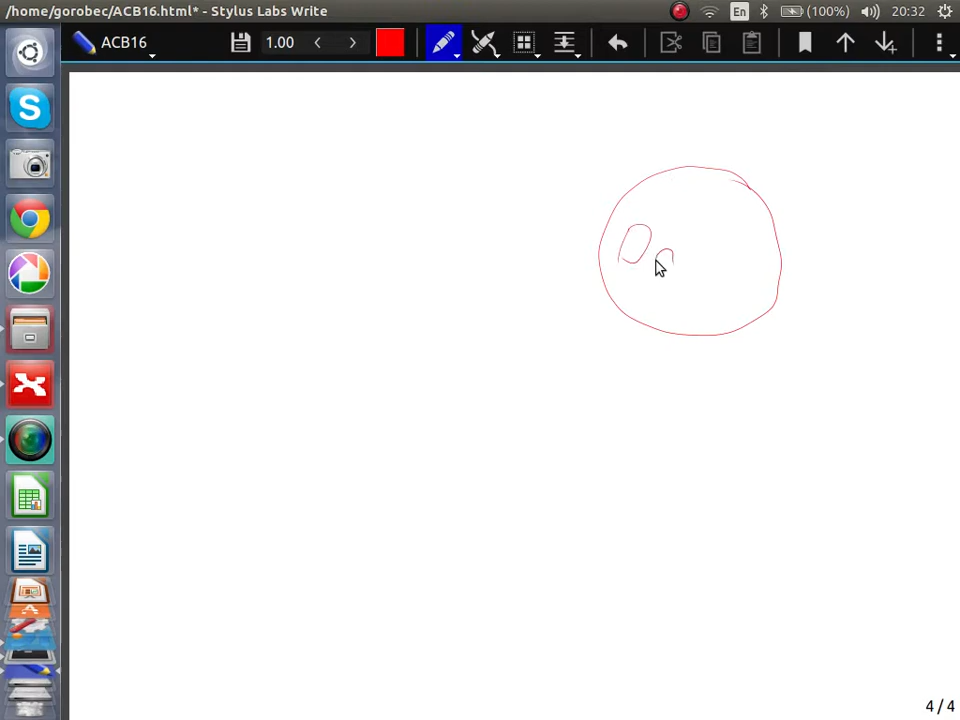 /home/gorobec/ACB16.html* - Stylus Labs Write
En
(100%)
20:32
ACB16
1.00
4 / 4